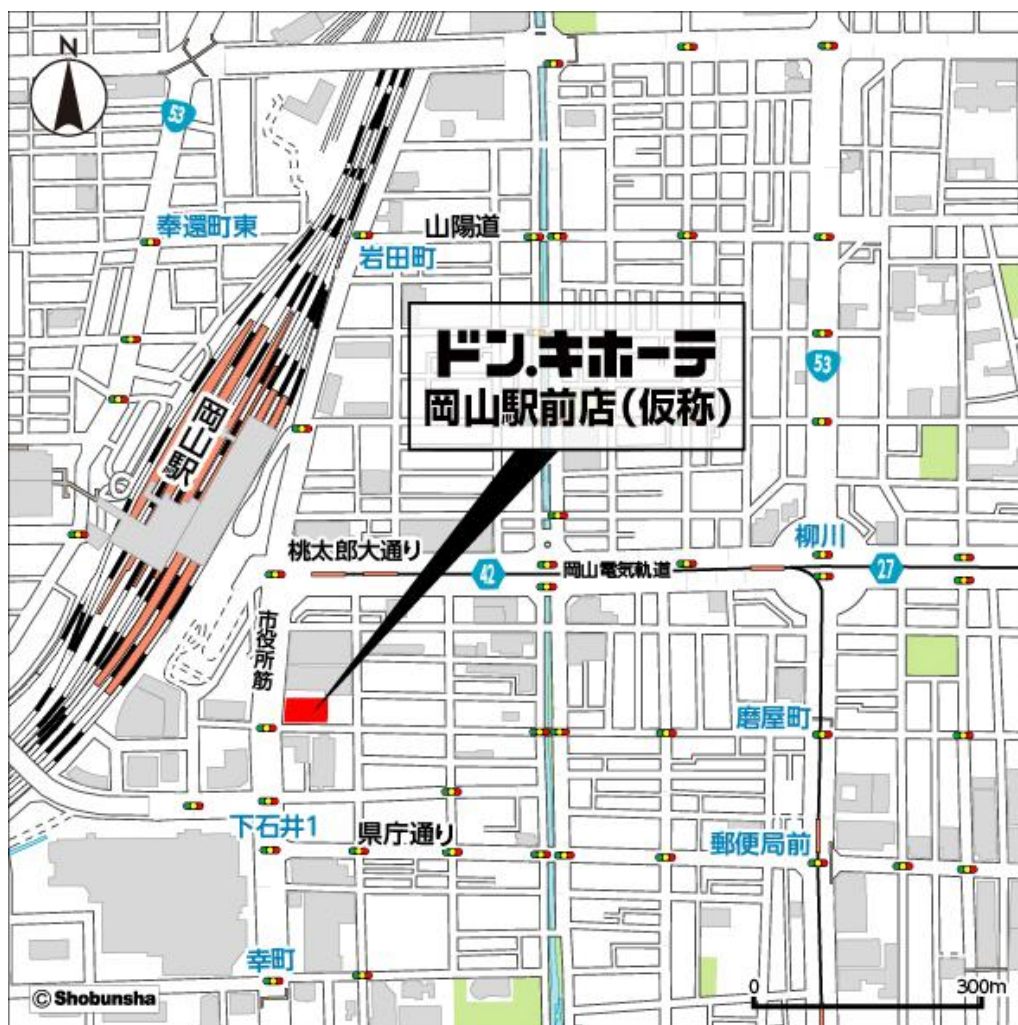 N
53
奉還町東
山陽道
岩田町
ドン.キホーテ
岡山駅前店(仮称)
53
岡山駅
柳川
桃太郎大通り
42
岡山電気軌道
27
市役所筋
磨屋町
下石井1
県庁通り
郵便局前
幸町
0
300m
© Shobunsha